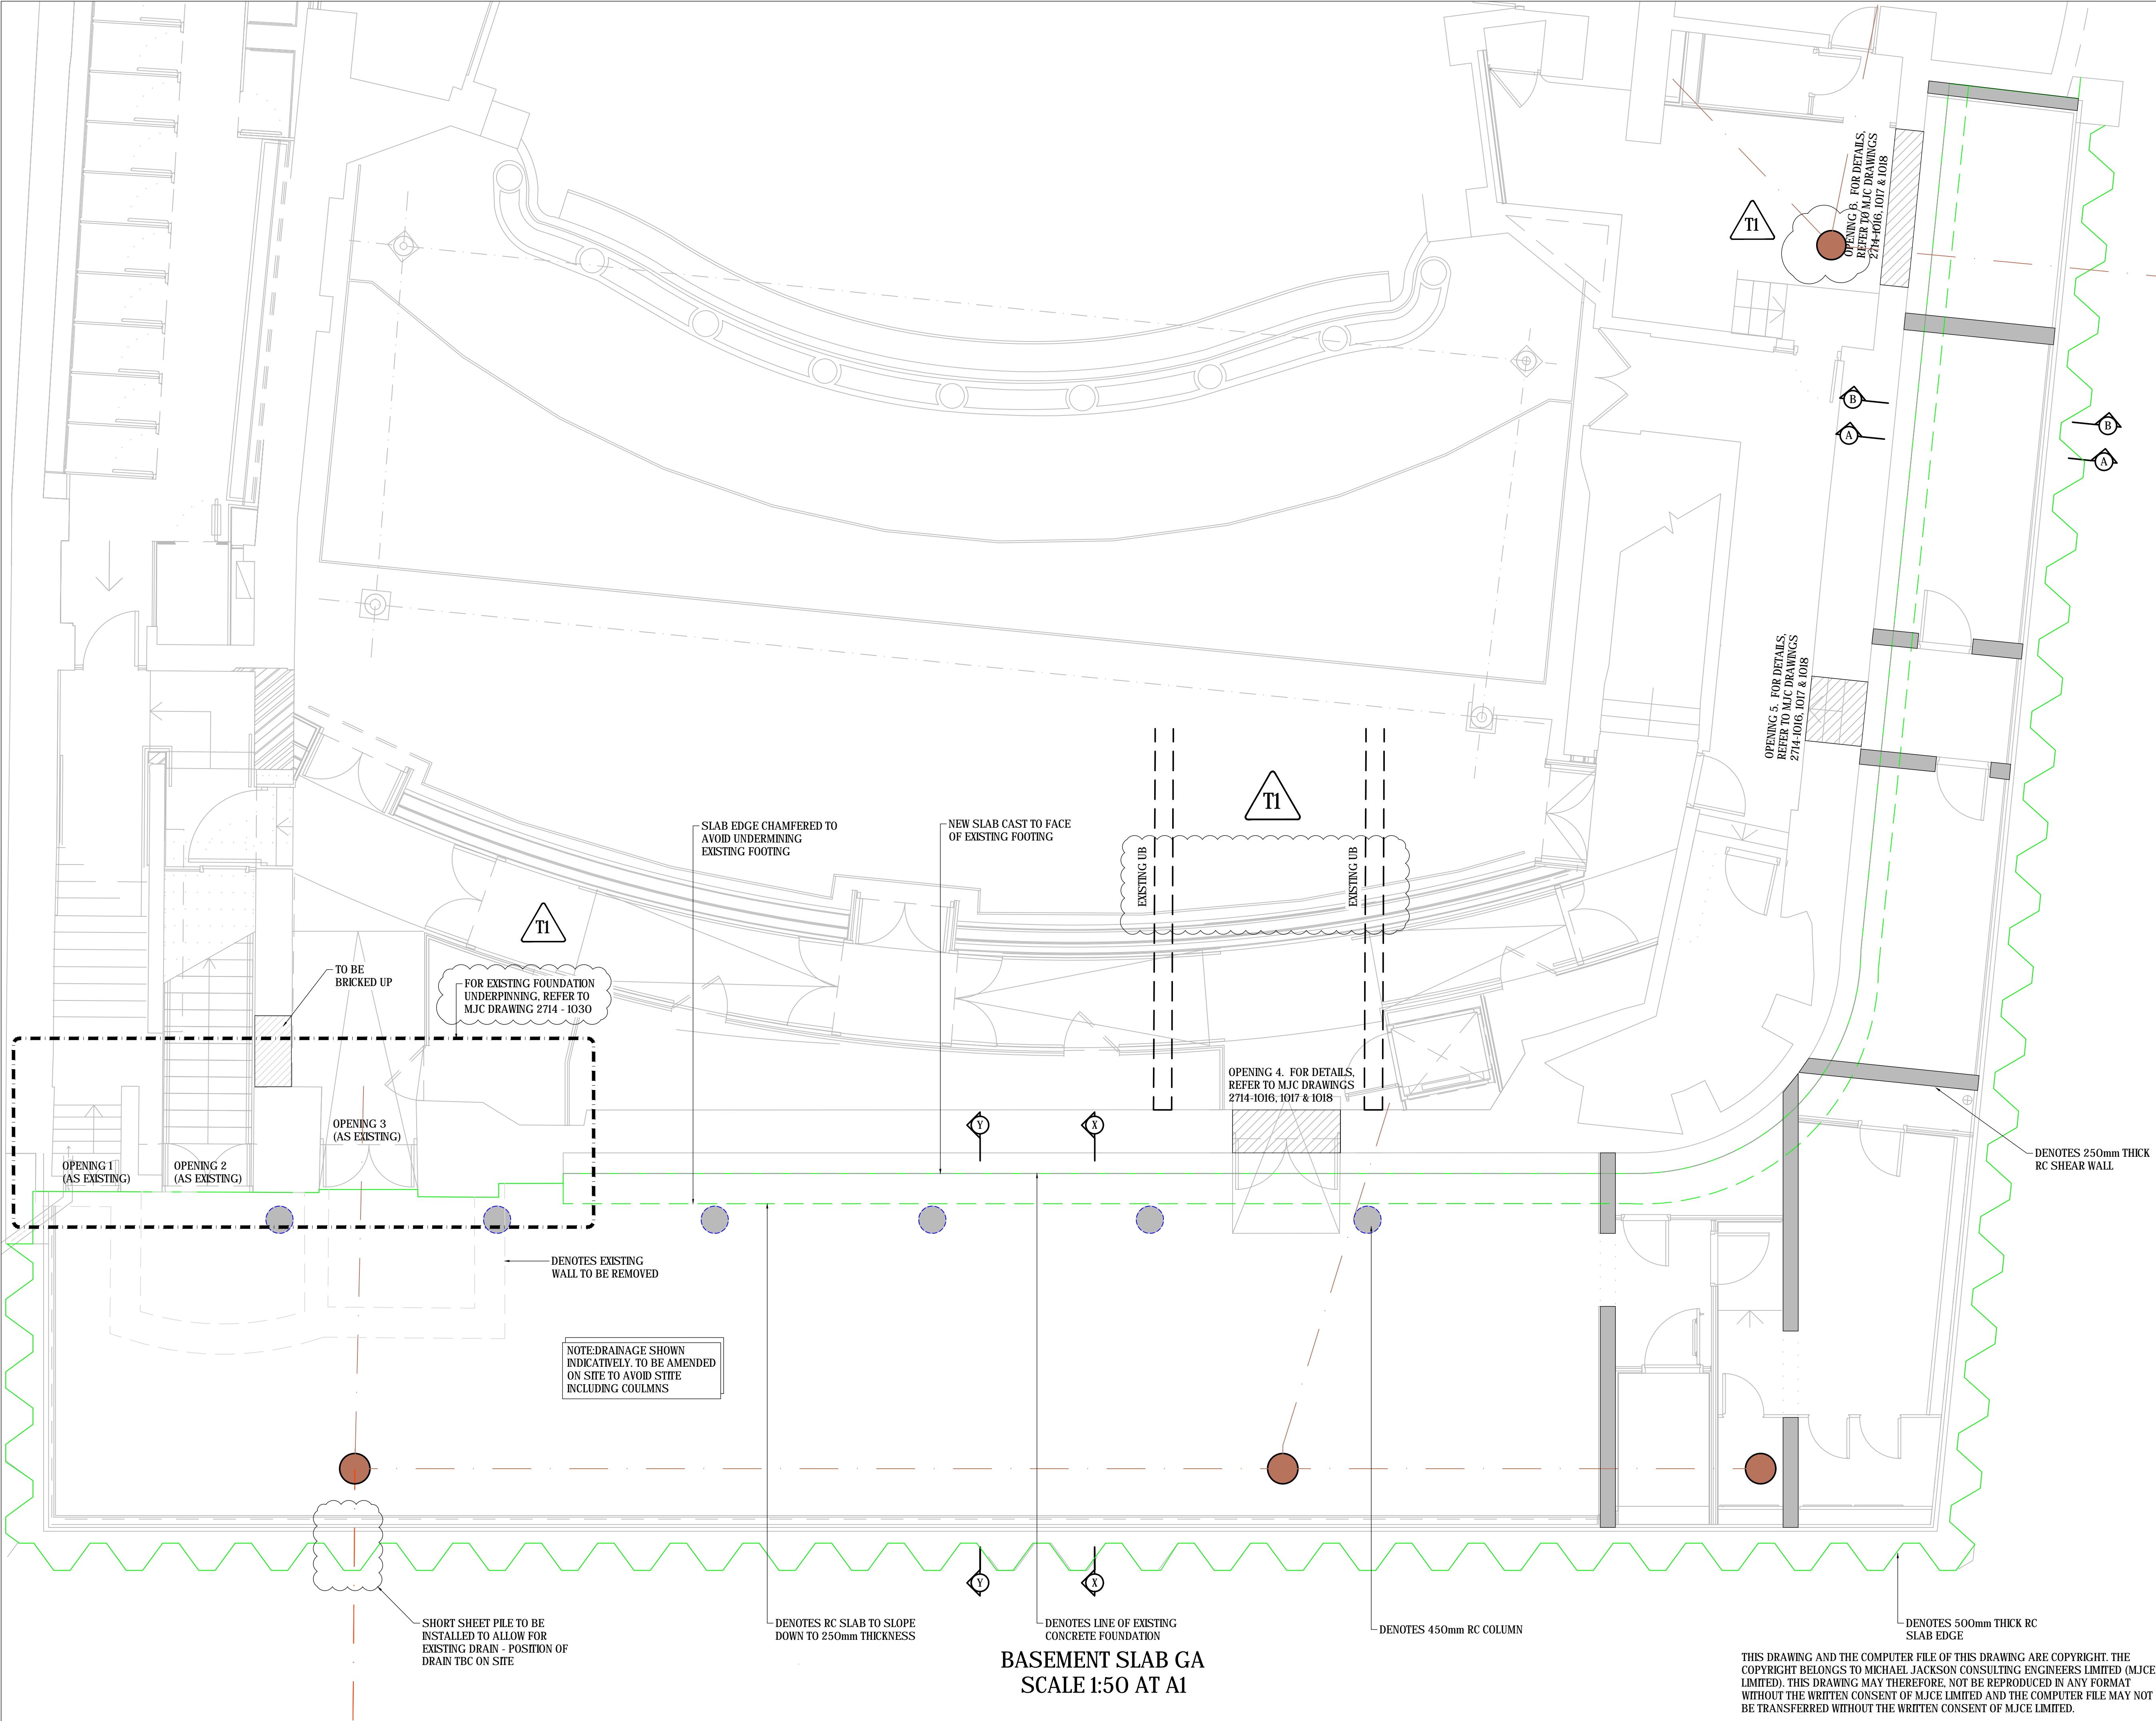 OPENING 6. FOR DETAILS,
REFER TO MJC DRAWINGS
2714-1016, 1017 & 1018
T1
B
A
B
A
OPENING 5. FOR DETAILS,
REFER TO MJC DRAWINGS
2714-1016, 1017 & 1018
T1
SLAB EDGE CHAMFERED TO
AVOID UNDERMINING
EXISTING FOOTING
NEW SLAB CAST TO FACE
OF EXISTING FOOTING
EXISTING UB
EXISTING UB
T1
TO BE
BRICKED UP
FOR EXISTING FOUNDATION
UNDERPINNING, REFER TO
MJC DRAWING 2714 - 1030
OPENING 4. FOR DETAILS,
REFER TO MJC DRAWINGS
2714-1016, 1017 & 1018
OPENING 3
(AS EXISTING)
Y
X
OPENING 1
(AS EXISTING)
OPENING 2
(AS EXISTING)
DENOTES 250mm THICK
RC SHEAR WALL
DENOTES EXISTING
WALL TO BE REMOVED
NOTE:DRAINAGE SHOWN
INDICATIVELY. TO BE AMENDED
ON SITE TO AVOID STITE
INCLUDING COULMNS
Y
X
SHORT SHEET PILE TO BE
INSTALLED TO ALLOW FOR
EXISTING DRAIN - POSITION OF
DRAIN TBC ON SITE
DENOTES RC SLAB TO SLOPE
DOWN TO 250mm THICKNESS
DENOTES LINE OF EXISTING
CONCRETE FOUNDATION
DENOTES 450mm RC COLUMN
DENOTES 500mm THICK RC
SLAB EDGE
BASEMENT SLAB GA
SCALE 1:50 AT A1
THIS DRAWING AND THE COMPUTER FILE OF THIS DRAWING ARE COPYRIGHT. THE
COPYRIGHT BELONGS TO MICHAEL JACKSON CONSULTING ENGINEERS LIMITED (MJCE
LIMITED). THIS DRAWING MAY THEREFORE, NOT BE REPRODUCED IN ANY FORMAT
WITHOUT THE WRITTEN CONSENT OF MJCE LIMITED AND THE COMPUTER FILE MAY NOT
BE TRANSFERRED WITHOUT THE WRITTEN CONSENT OF MJCE LIMITED.